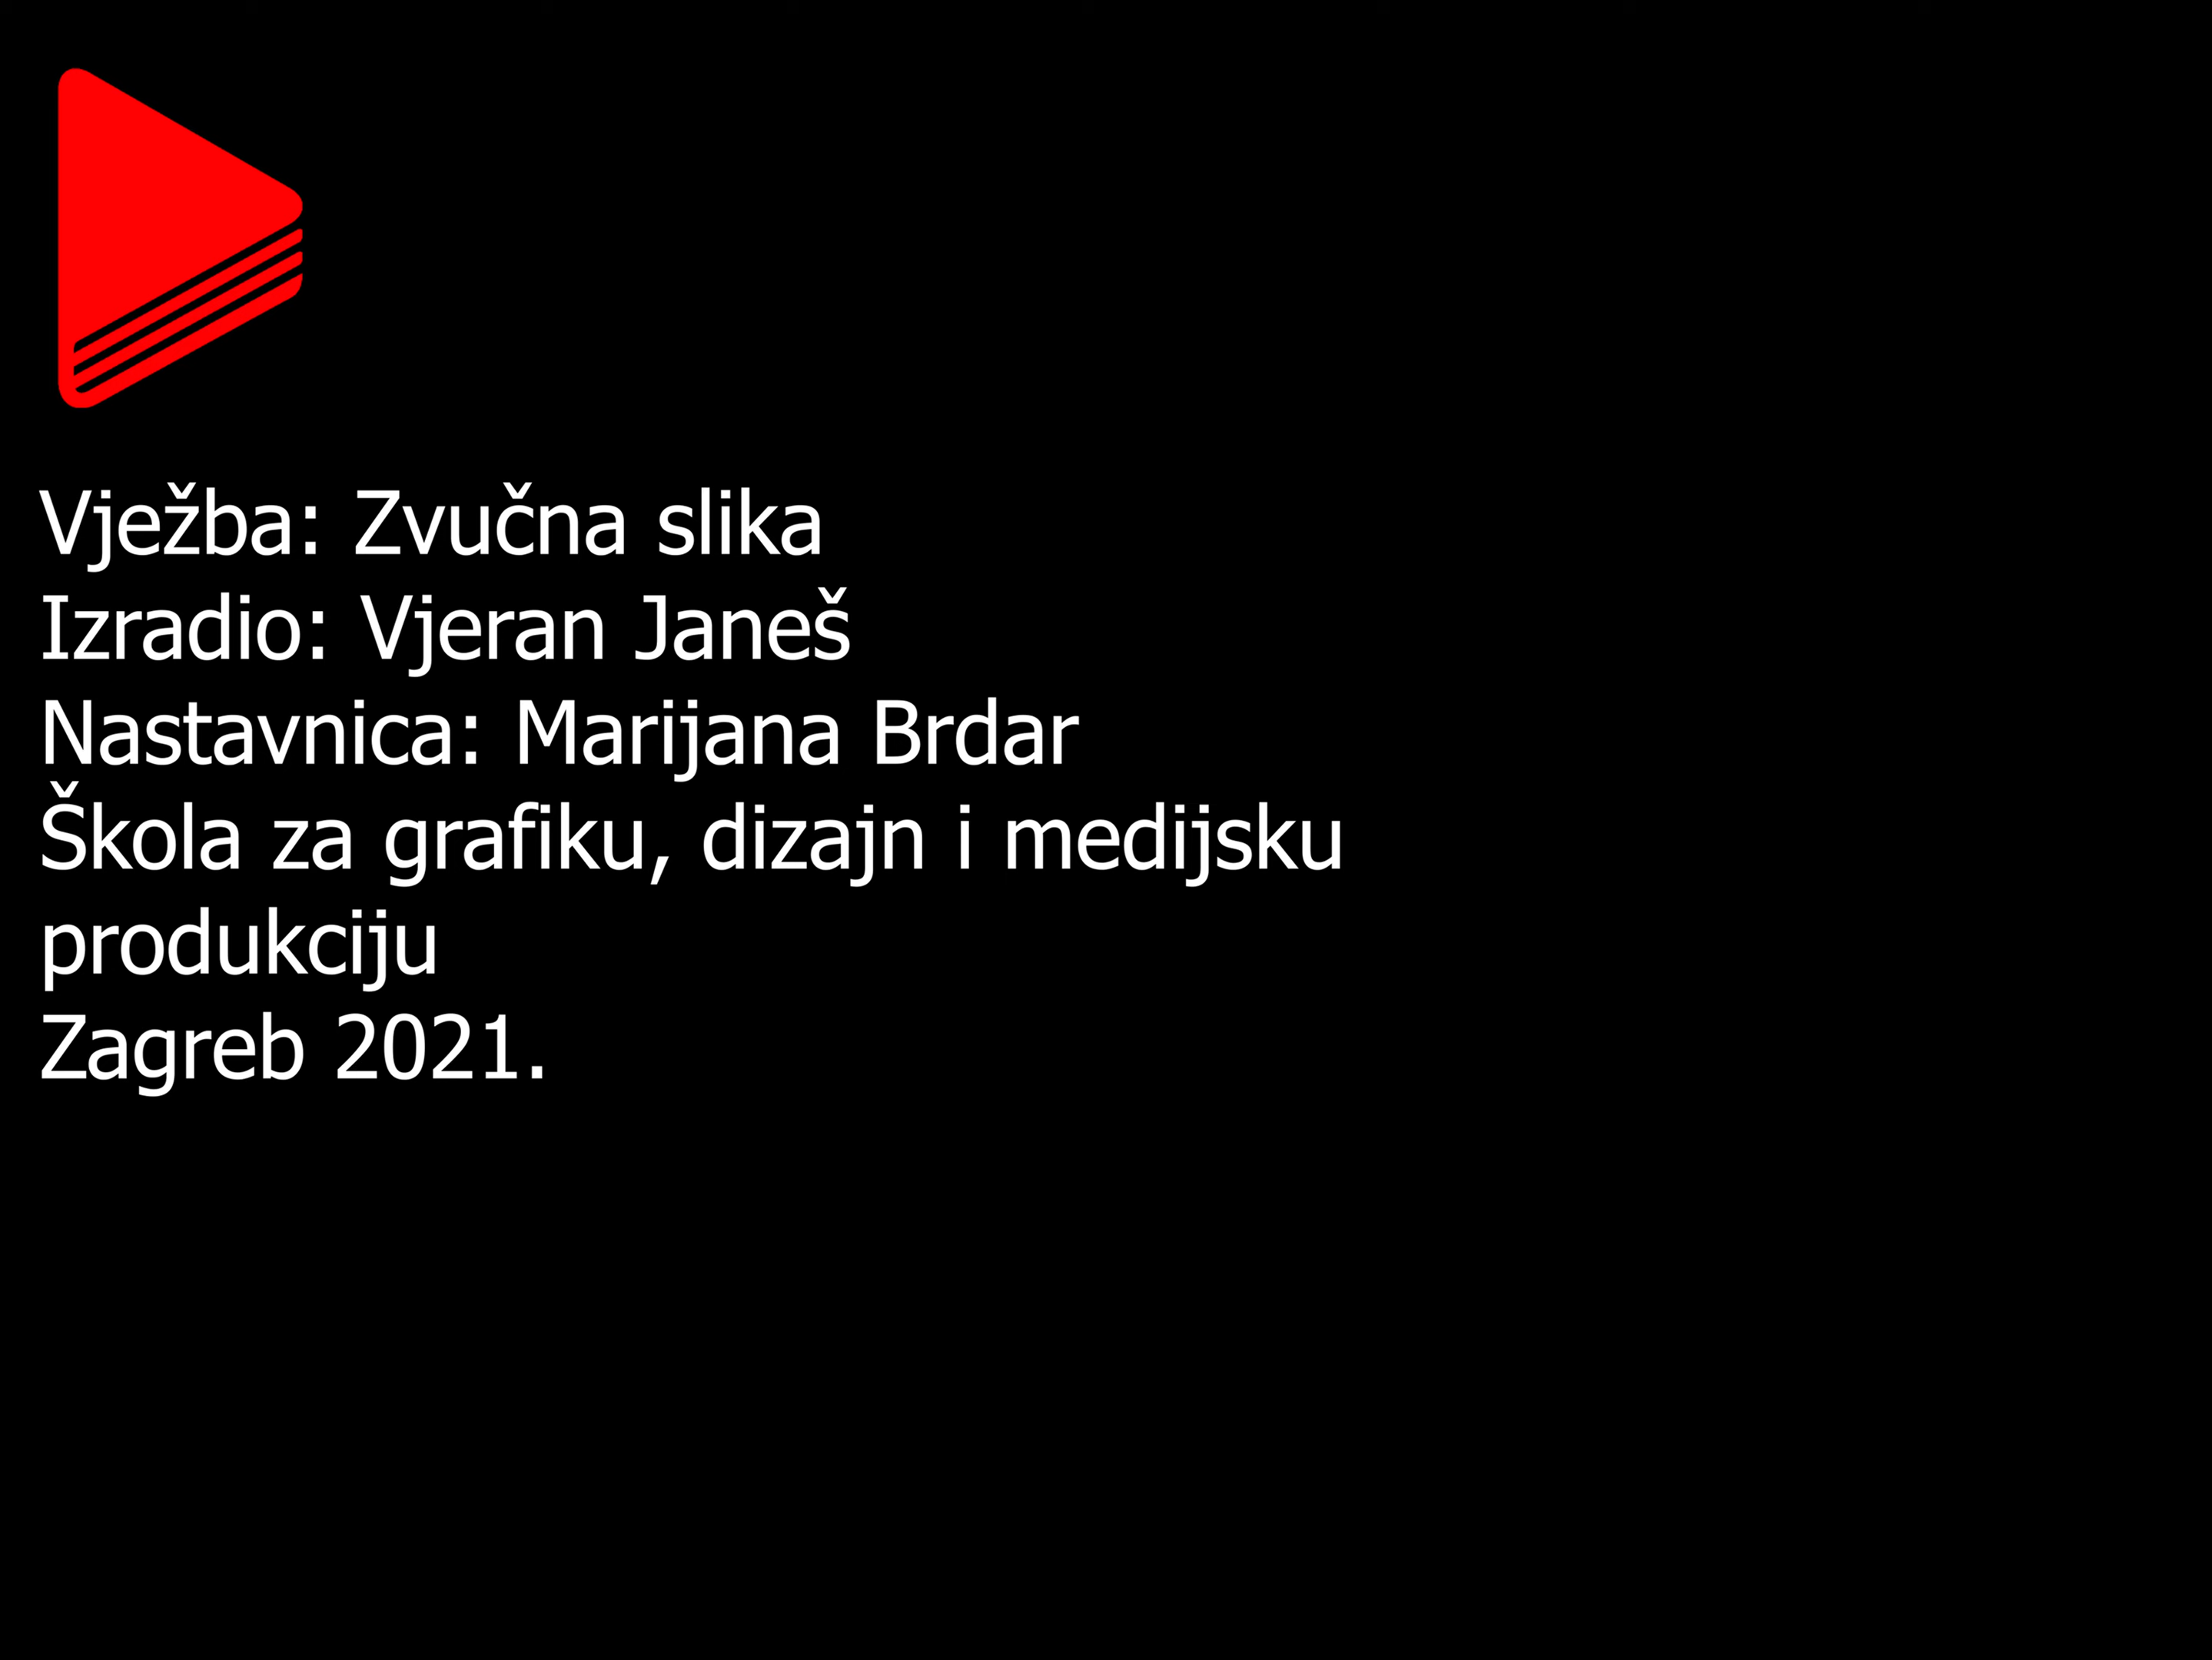 Vježba: Zvučna slika
Izradio: Vjeran Janeš
Nastavnica: Marijana Brdar
Škola za grafiku, dizajn i medijsku
produkciju
Zagreb 2021.